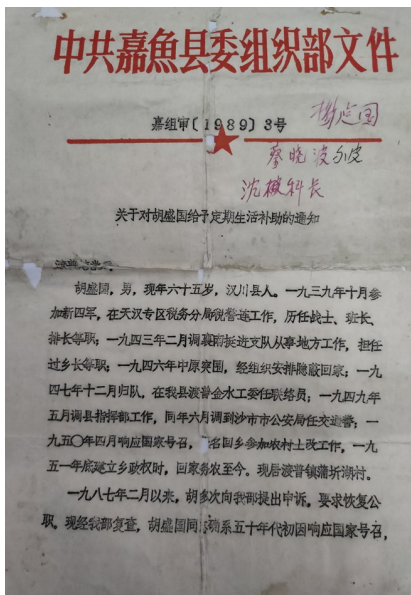 中共嘉魚县委组织部文件
嘉组审〔1989〕3号
国
蔡晓波
沈 科长
关于对胡盛国给予定期生活补助的通知
胡盛国，男，现年六十五岁，汉川县人。一九三九年十月参
加新四军，在天汉专区税务分局税警连工作，历任战士、班长、
排长等职；一九四三年二月调襄南挺进支队从事地方工作，担任
过乡长等职；一九四六年中原突围，经组织安排隐蔽回家；一九
四七年十二月归队，在我县渡普金水工委任联络员；一九四九年
五月调县指挥部工作，同年六月调到沙市市公安局任交通警；一
九五〇年四月响应国家号召，名回乡参加农村土改工作，一九
五一年底建立乡政权时，回家务农至今。现居渡普镇蒲圻湖村。
一九八七年二月以来，胡多次向我部提出申诉，要求恢复公
职。现经我部复查，胡盛国同 确系五十年代初因响应国家号召，